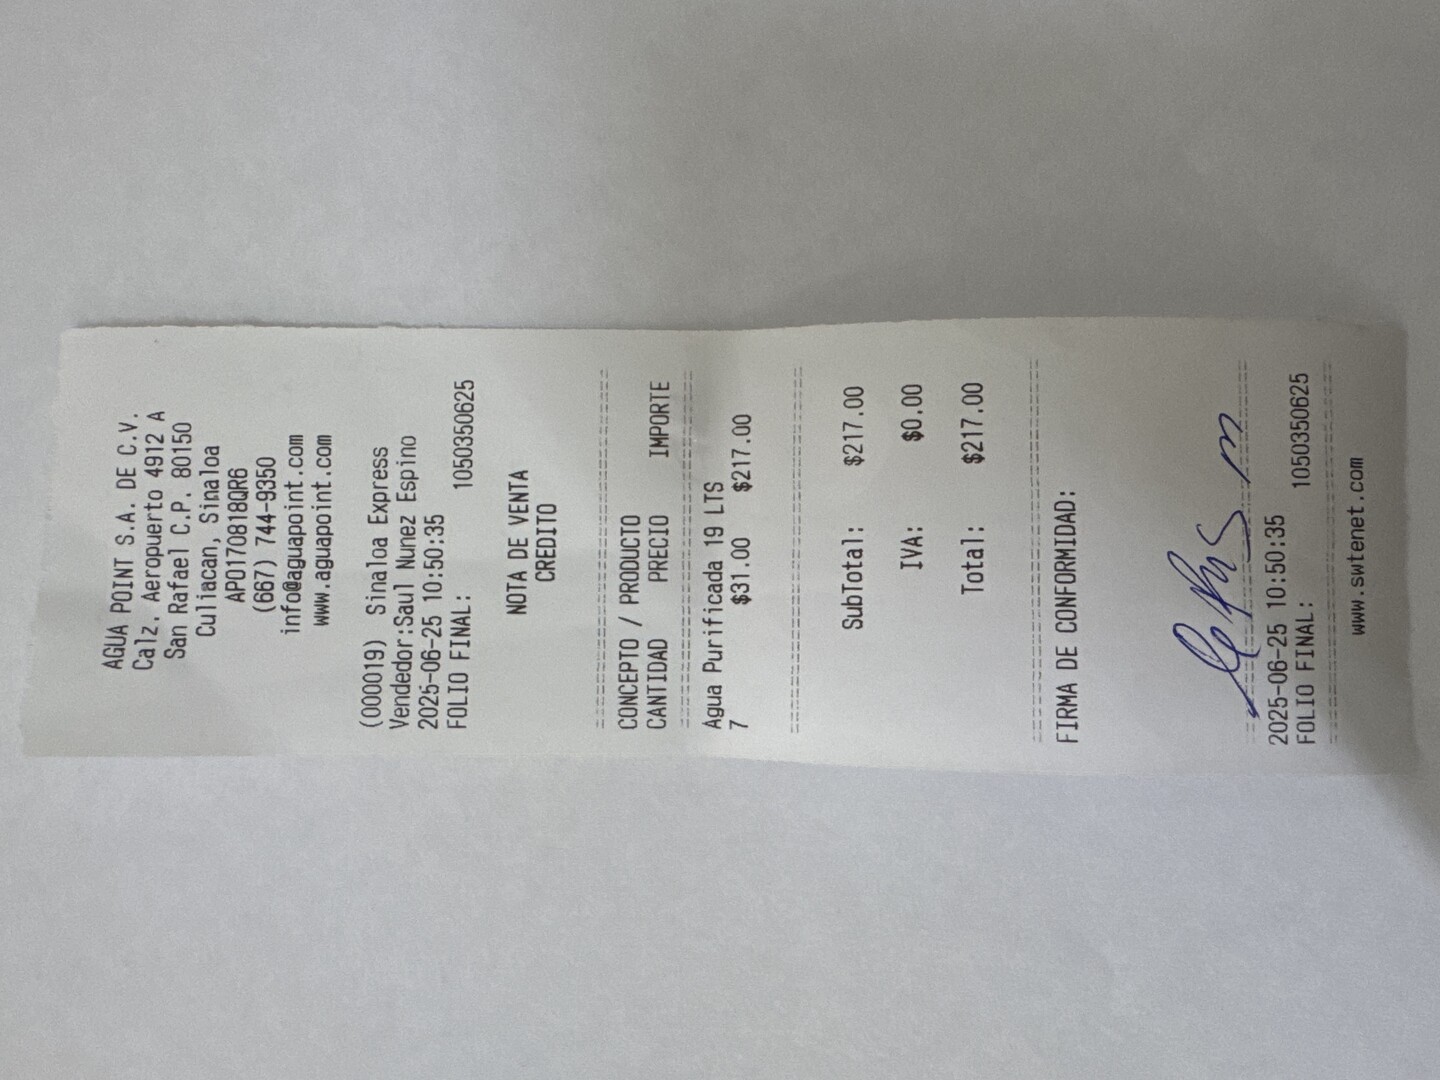 AGUA POINT S.A. DE C.V.
Calz. Aeropuerto 4912 A
San Rafael C.P. 80150
Culiacan, Sinaloa
APO170818QR6
(667) 744-9350
info@aguapoint.com
www.aguapoint.com
(000019) Sinaloa Express
Vendedor:Saul Nunez Espino
2025-06-25 10:50:35
FOLIO FINAL: 1050350625
NOTA DE VENTA
CREDITO
CONCEPTO / PRODUCTO
CANTIDAD PRECIO IMPORTE
Agua Purificada 19 LTS
7 $31.00 $217.00
SubTotal: $217.00
IVA: $0.00
Total: $217.00
FIRMA DE CONFORMIDAD:
2025-06-25 10:50:35
FOLIO FINAL: 1050350625
www.swtenet.com